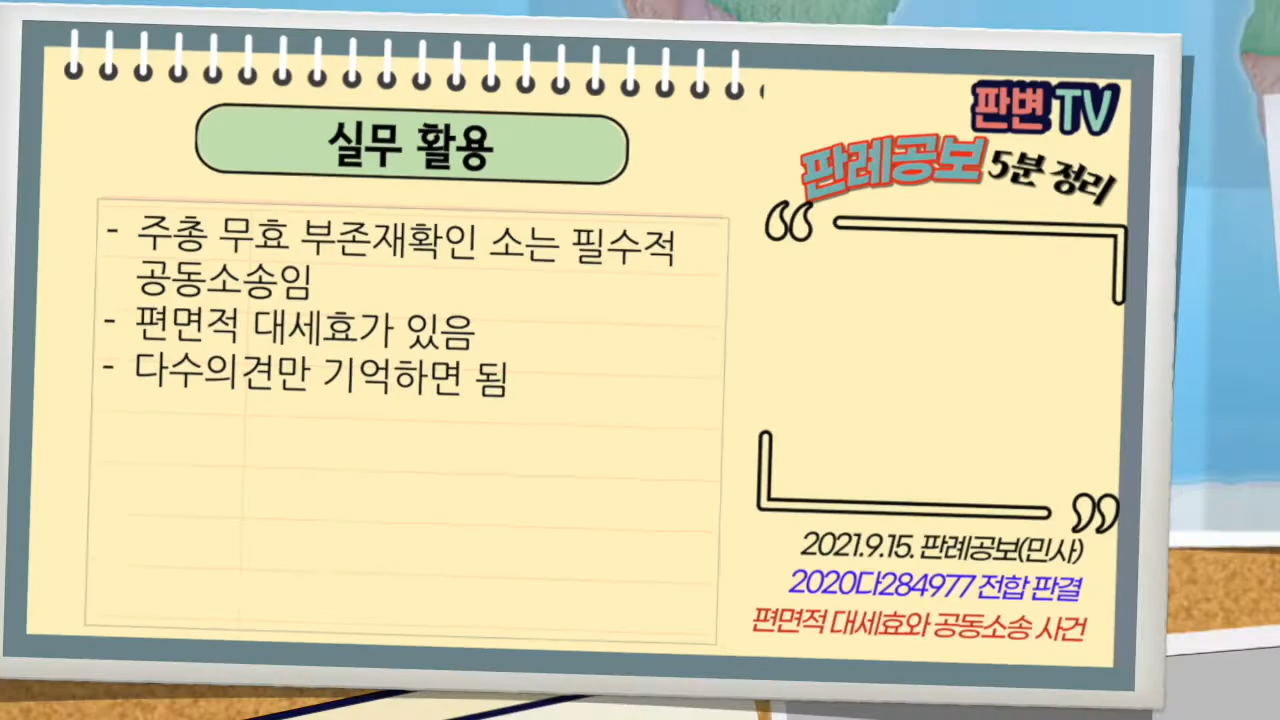 실무 활용
- 주총 무효 부존재확인 소는 필수적
공동소송임
- 편면적 대세효가 있음
- 다수의견만 기억하면 됨
판변 TV
판례공보 5분 정리
2021.9.15. 판례공보(민사)
2020다284977 전합 판결
편면적 대세효와 공동소송 사건